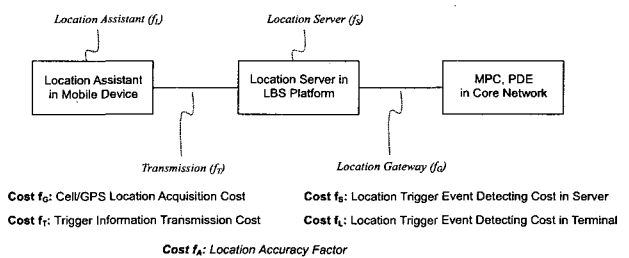 Location Assistant (fL)
Location Server (fS)
Location Assistant
in Mobile Device
Location Server in
LBS Platform
MPC, PDE
in Core Network
Transmission (fT)
Location Gateway (fG)
Cost fG: Cell/GPS Location Acquisition Cost
Cost fS: Location Trigger Event Detecting Cost in Server
Cost fT: Trigger Information Transmission Cost
Cost fL: Location Trigger Event Detecting Cost in Terminal
Cost fA: Location Accuracy Factor